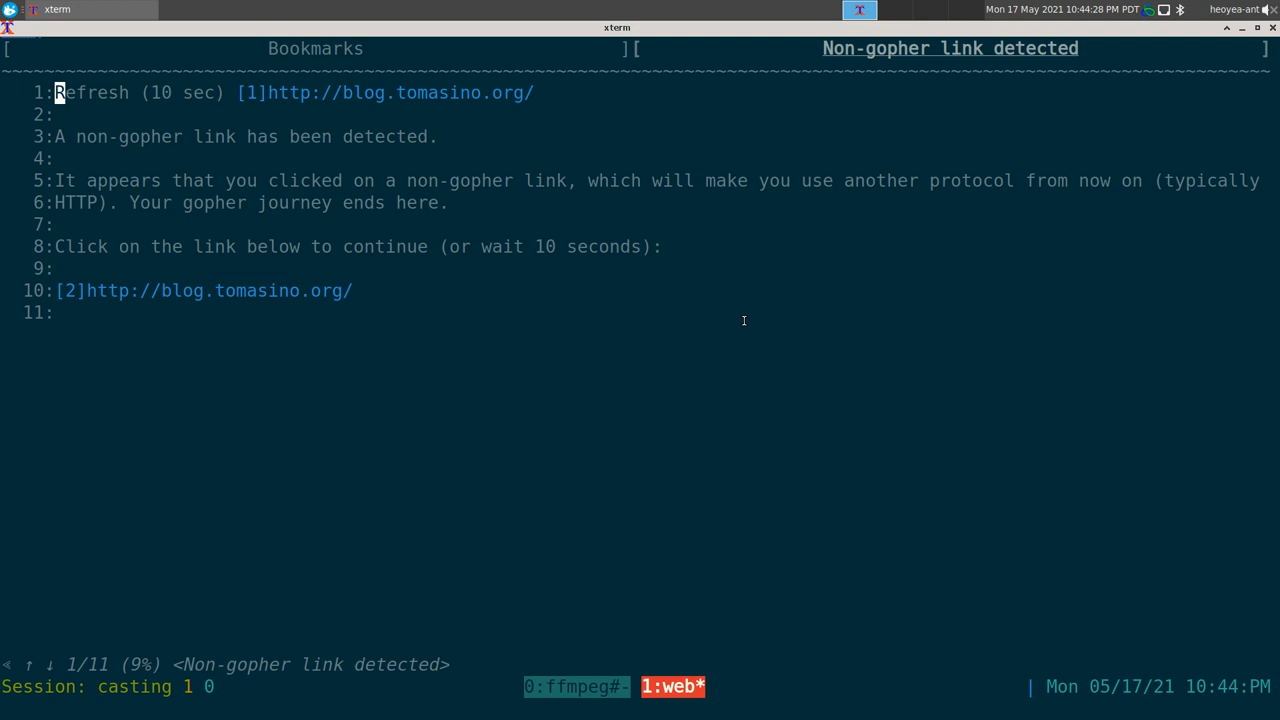 xterm
Mon 17 May 2021 10:44:28 PM PDT
heoyea-ant
xterm
[ Bookmarks ][ Non-gopher link detected ]
~~~~~~~~~~~~~~~~~~~~~~~~~~~~~~~~~~~~~~~~~~~~~~~~~~~~~~~~~~~~~~~~~~~~~~~~~~~~~~~~~~~~~~~~~~~~~~~~~~~~~~~~~~~~~~~~~~~~~~~
1:Refresh (10 sec) [1]http://blog.tomasino.org/
2:
3:A non-gopher link has been detected.
4:
5:It appears that you clicked on a non-gopher link, which will make you use another protocol from now on (typically
6:HTTP). Your gopher journey ends here.
7:
8:Click on the link below to continue (or wait 10 seconds):
9:
10:[2]http://blog.tomasino.org/
11:
↑ ↓ 1/11 (9%) <Non-gopher link detected>
Session: casting 1 0 0:ffmpeg#- 1:web* | Mon 05/17/21 10:44:PM